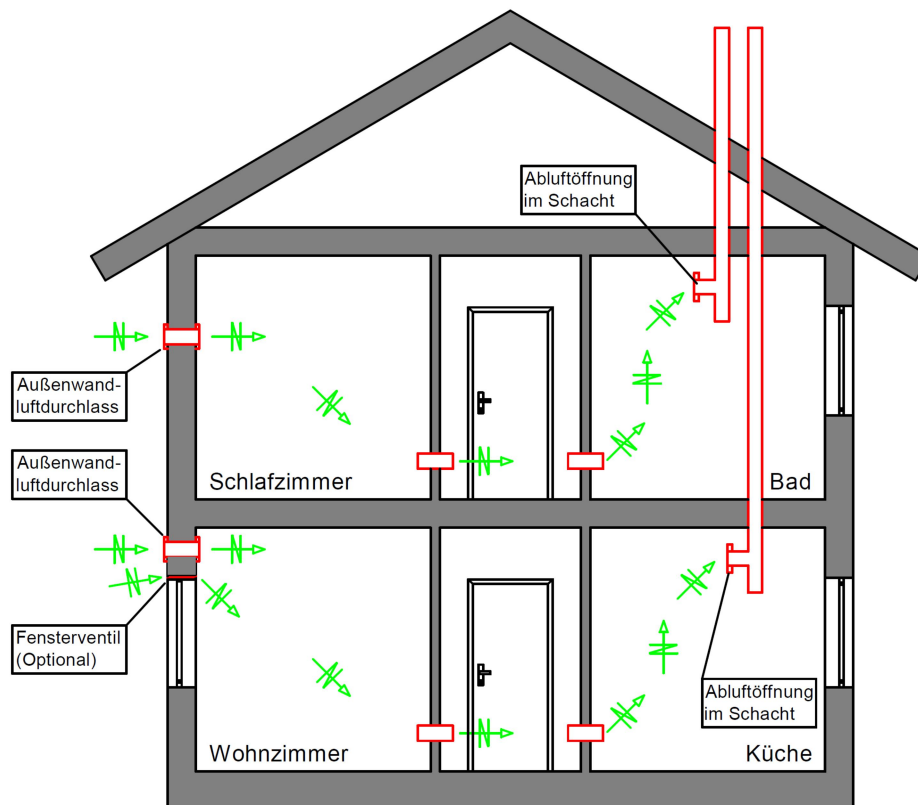 Abluftöffnung
im Schacht
Außenwand-
luftdurchlass
Schlafzimmer
Bad
Außenwand-
luftdurchlass
Fensterventil
(Optional)
Abluftöffnung
im Schacht
Wohnzimmer
Küche